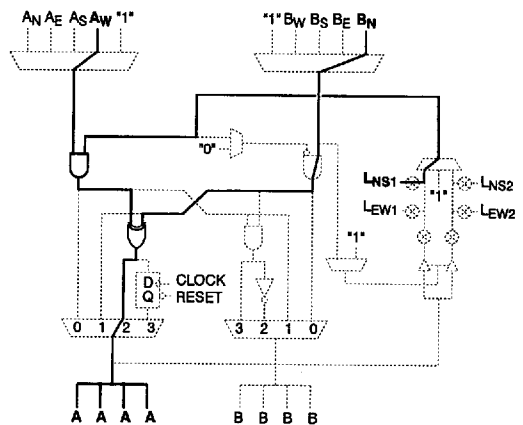 A_N A_E A_S A_W "1"
"1" B_W B_S B_E B_N
"0"
L_NS1 "1" L_NS2
L_EW1 L_EW2
"1"
D CLOCK
Q RESET
0 1 2 3
3 2 1 0
A A A A
B B B B